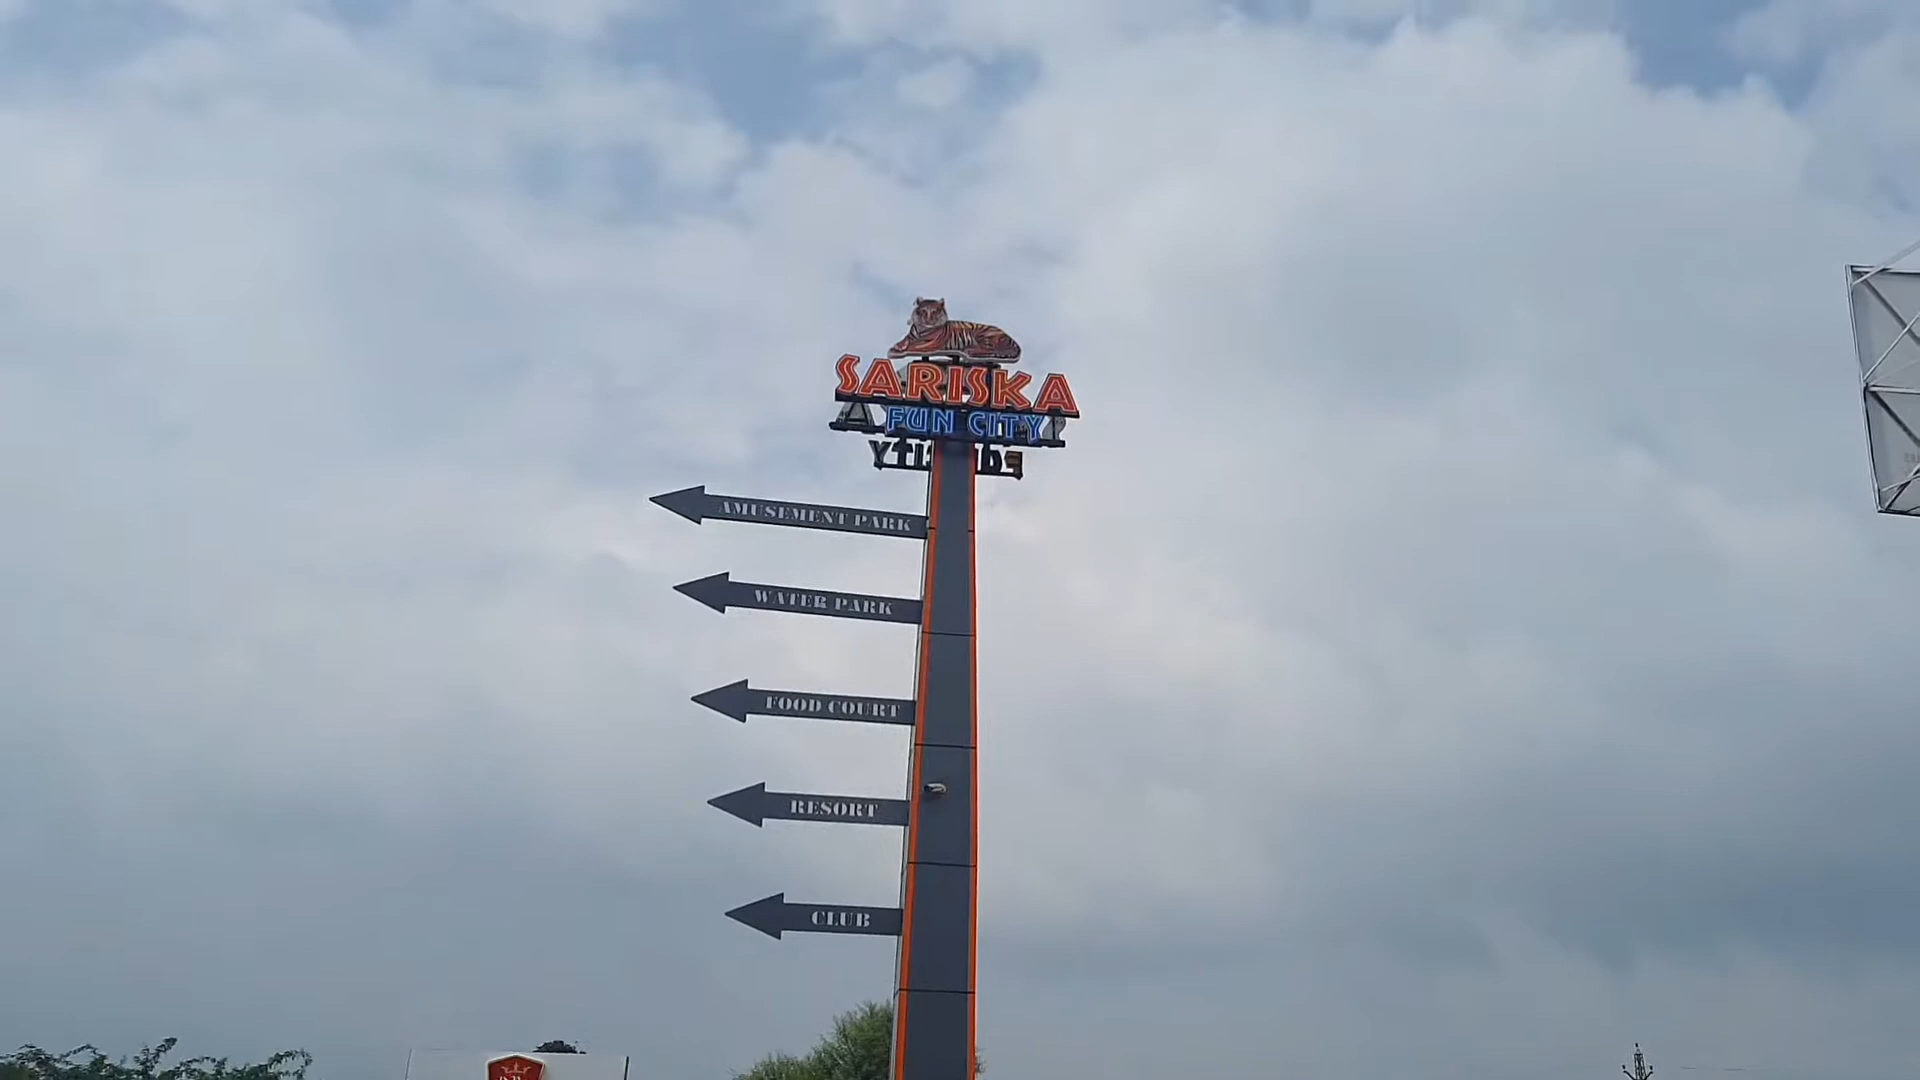 SARISKA
FUN CITY
AMUSEMENT PARK
WATER PARK
FOOD COURT
RESORT
CLUB